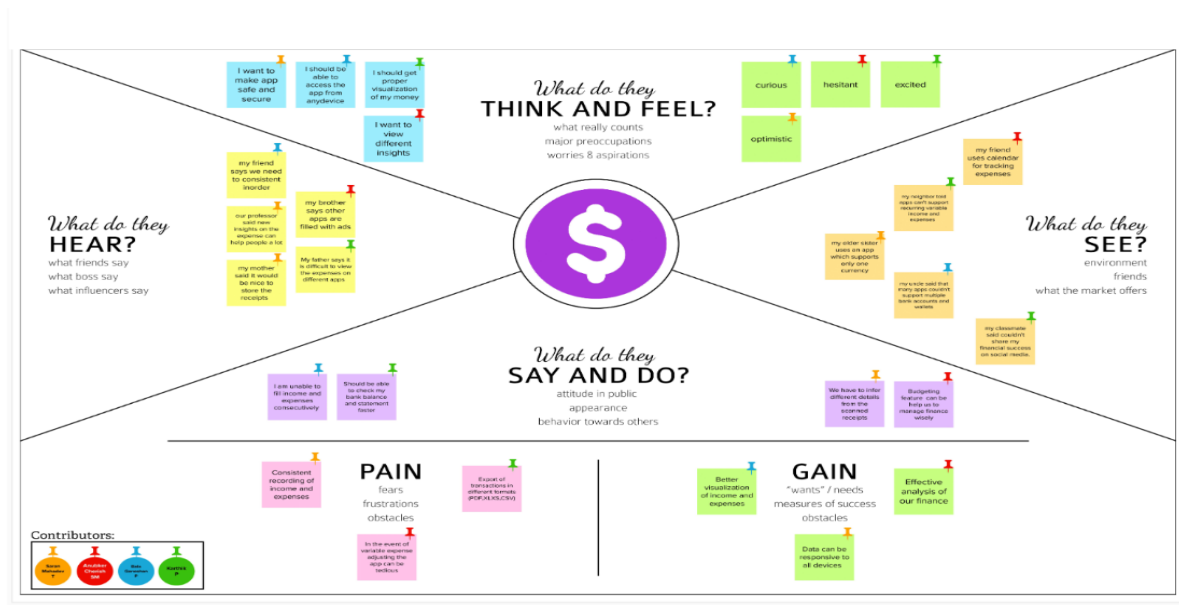 I want to
make app
safe and
secure
I should be
able to
access the
app from
anydevice
I should get
proper
visualization
of my money
I want to
view
different
insights
What do they
THINK AND FEEL?
what really counts
major preoccupations
worries 8 aspirations
curious
hesitant
excited
optimistic
What do they
HEAR?
what friends say
what boss say
what influencers say
my friend
says we need
to consistent
inorder
our professor
said new
insights on the
expense can
help people a lot
my mother
said it would
be nice to
store the
receipts
my brother
says other
apps are
filled with ads
My father says it
is difficult to view
the expenses on
different apps
$
my friend
uses calendar
for tracking
expenses
my neighbor told
apps can't support
recurring variable
income and
expenses
my elder sister
uses an app
which supports
only one
currency
my uncle said that
many apps couldn't
support multiple
bank accounts and
wallets
my classmate
said couldn't
share my
financial success
on social media.
What do they
SEE?
environment
friends
what the market offers
What do they
SAY AND DO?
attitude in public
appearance
behavior towards others
I am unable to
fill income and
expenses
consecutively
Should be able
to check my
bank balance
and statement
faster
We have to infer
different details
from the
scanned
receipts
Budgeting
feature can be
help us to
manage finance
wisely
PAIN
fears
frustrations
obstacles
Consistent
recording of
income and
expenses
Export of
transactions in
different formats
(PDF,XLXS,CSV)
In the event of
variable expense
adjusting the
app can be
tedious
GAIN
"wants" / needs
measures of success
obstacles
Better
visualization
of income and
expenses
Effective
analysis of
our finance
Data can be
responsive to
all devices
Contributors:
T
SM
P
P